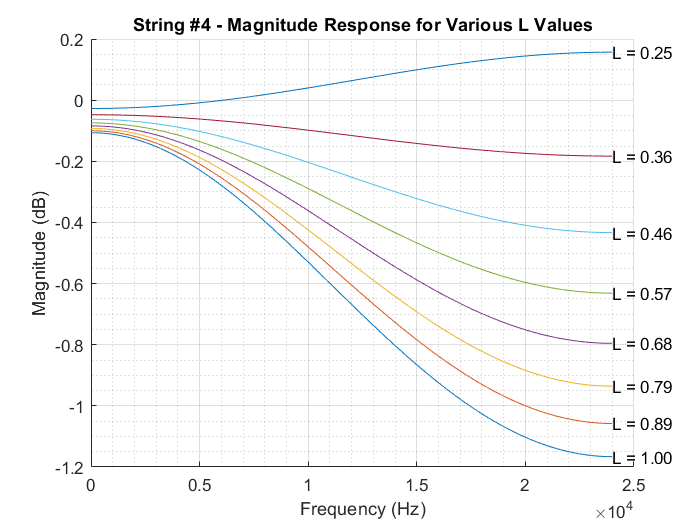 String #4 - Magnitude Response for Various L Values
0.2
0
-0.2
-0.4
-0.6
-0.8
-1
-1.2
Magnitude (dB)
L = 0.25
L = 0.36
L = 0.46
L = 0.57
L = 0.68
L = 0.79
L = 0.89
L = 1.00
0 0.5 1 1.5 2 2.5
Frequency (Hz)
×10⁴